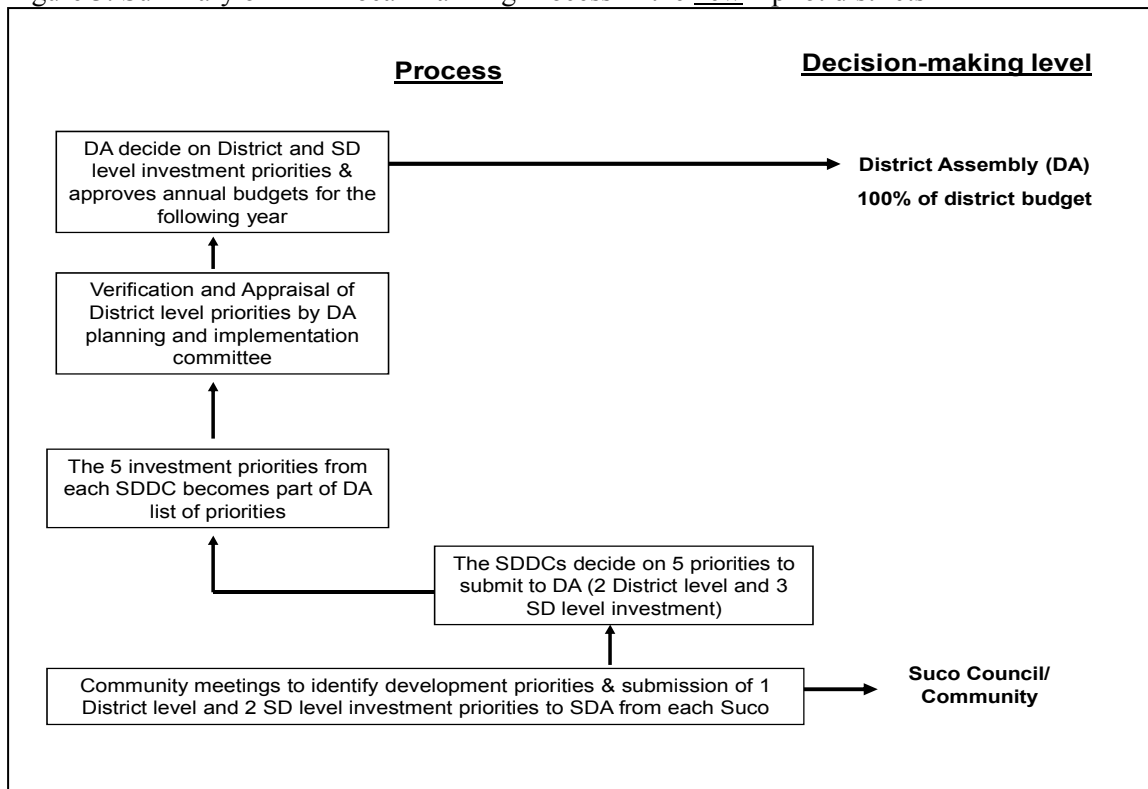 Process
Decision-making level
DA decide on District and SD
level investment priorities &
approves annual budgets for the
following year
District Assembly (DA)
100% of district budget
Verification and Appraisal of
District level priorities by DA
planning and implementation
committee
The 5 investment priorities from
each SDDC becomes part of DA
list of priorities
The SDDCs decide on 5 priorities to
submit to DA (2 District level and 3
SD level investment)
Community meetings to identify development priorities & submission of 1
District level and 2 SD level investment priorities to SDA from each Suco
Suco Council/
Community